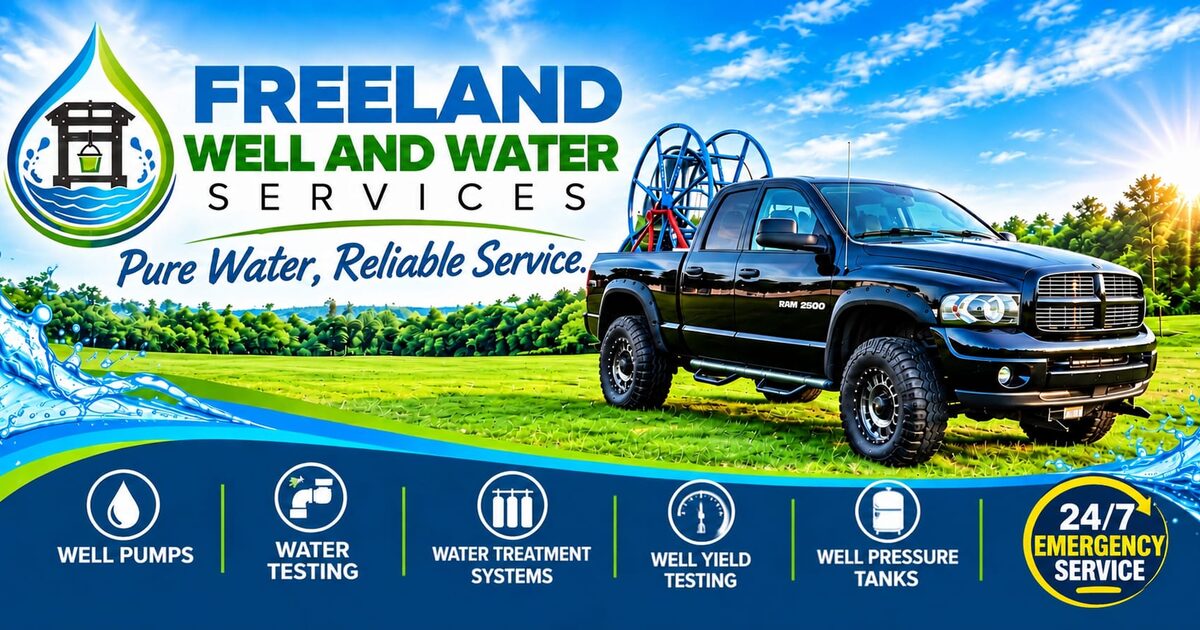 FREELAND
WELL AND WATER
SERVICES
Pure Water, Reliable Service.
RAM 2500
WELL PUMPS
WATER
TESTING
WATER TREATMENT
SYSTEMS
WELL YIELD
TESTING
WELL PRESSURE
TANKS
24/7
EMERGENCY
SERVICE